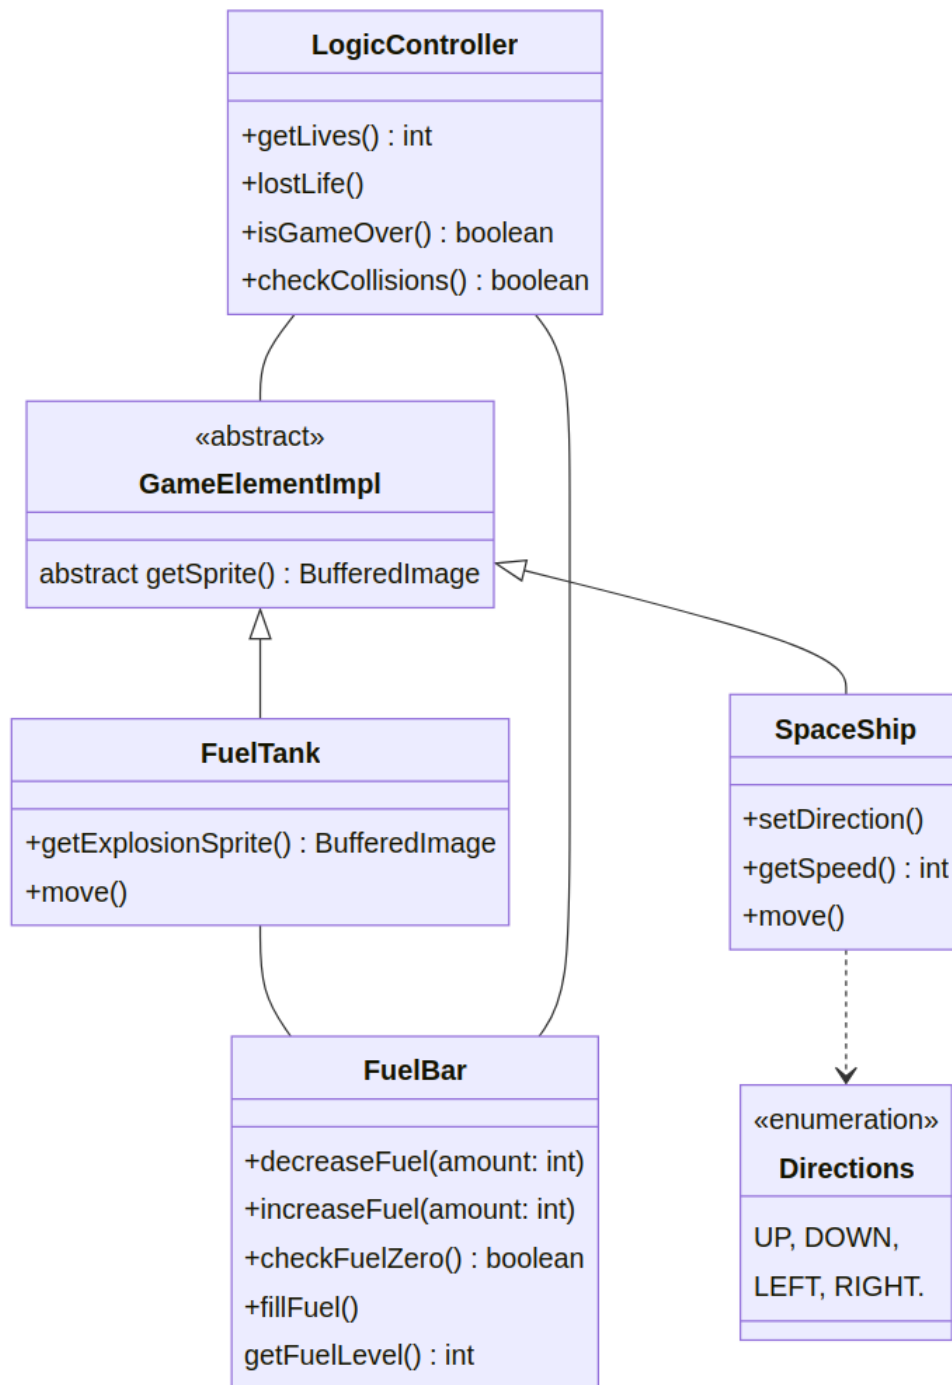 LogicController
+getLives() : int
+lostLife()
+isGameOver() : boolean
+checkCollisions() : boolean
«abstract»
GameElementImpl
abstract getSprite() : BufferedImage
FuelTank
+getExplosionSprite() : BufferedImage
+move()
SpaceShip
+setDirection()
+getSpeed() : int
+move()
FuelBar
+decreaseFuel(amount: int)
+increaseFuel(amount: int)
+checkFuelZero() : boolean
+fillFuel()
getFuelLevel() : int
«enumeration»
Directions
UP, DOWN,
LEFT, RIGHT.